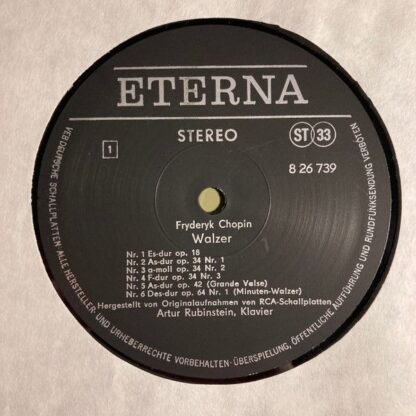 ETERNA
STEREO
ST 33
1
8 26 739
Fryderyk Chopin
Walzer
Nr. 1 Es-dur op. 18
Nr. 2 As-dur op. 34 Nr. 1
Nr. 3 a-moll op. 34 Nr. 2
Nr. 4 F-dur op. 34 Nr. 3
Nr. 5 As-dur op. 42 (Grande Valse)
Nr. 6 Des-dur op. 64 Nr. 1 (Minuten-Walzer)
Hergestellt von Originalaufnahmen von RCA-Schallplatten
Artur Rubinstein, Klavier
VEB DEUTSCHE SCHALLPLATTEN · ALLE HERSTELLER- UND URHEBERRECHTE VORBEHALTEN · ÜBERSPIELUNG, ÖFFENTLICHE AUFFÜHRUNG UND RUNDFUNKSENDUNG VERBOTEN